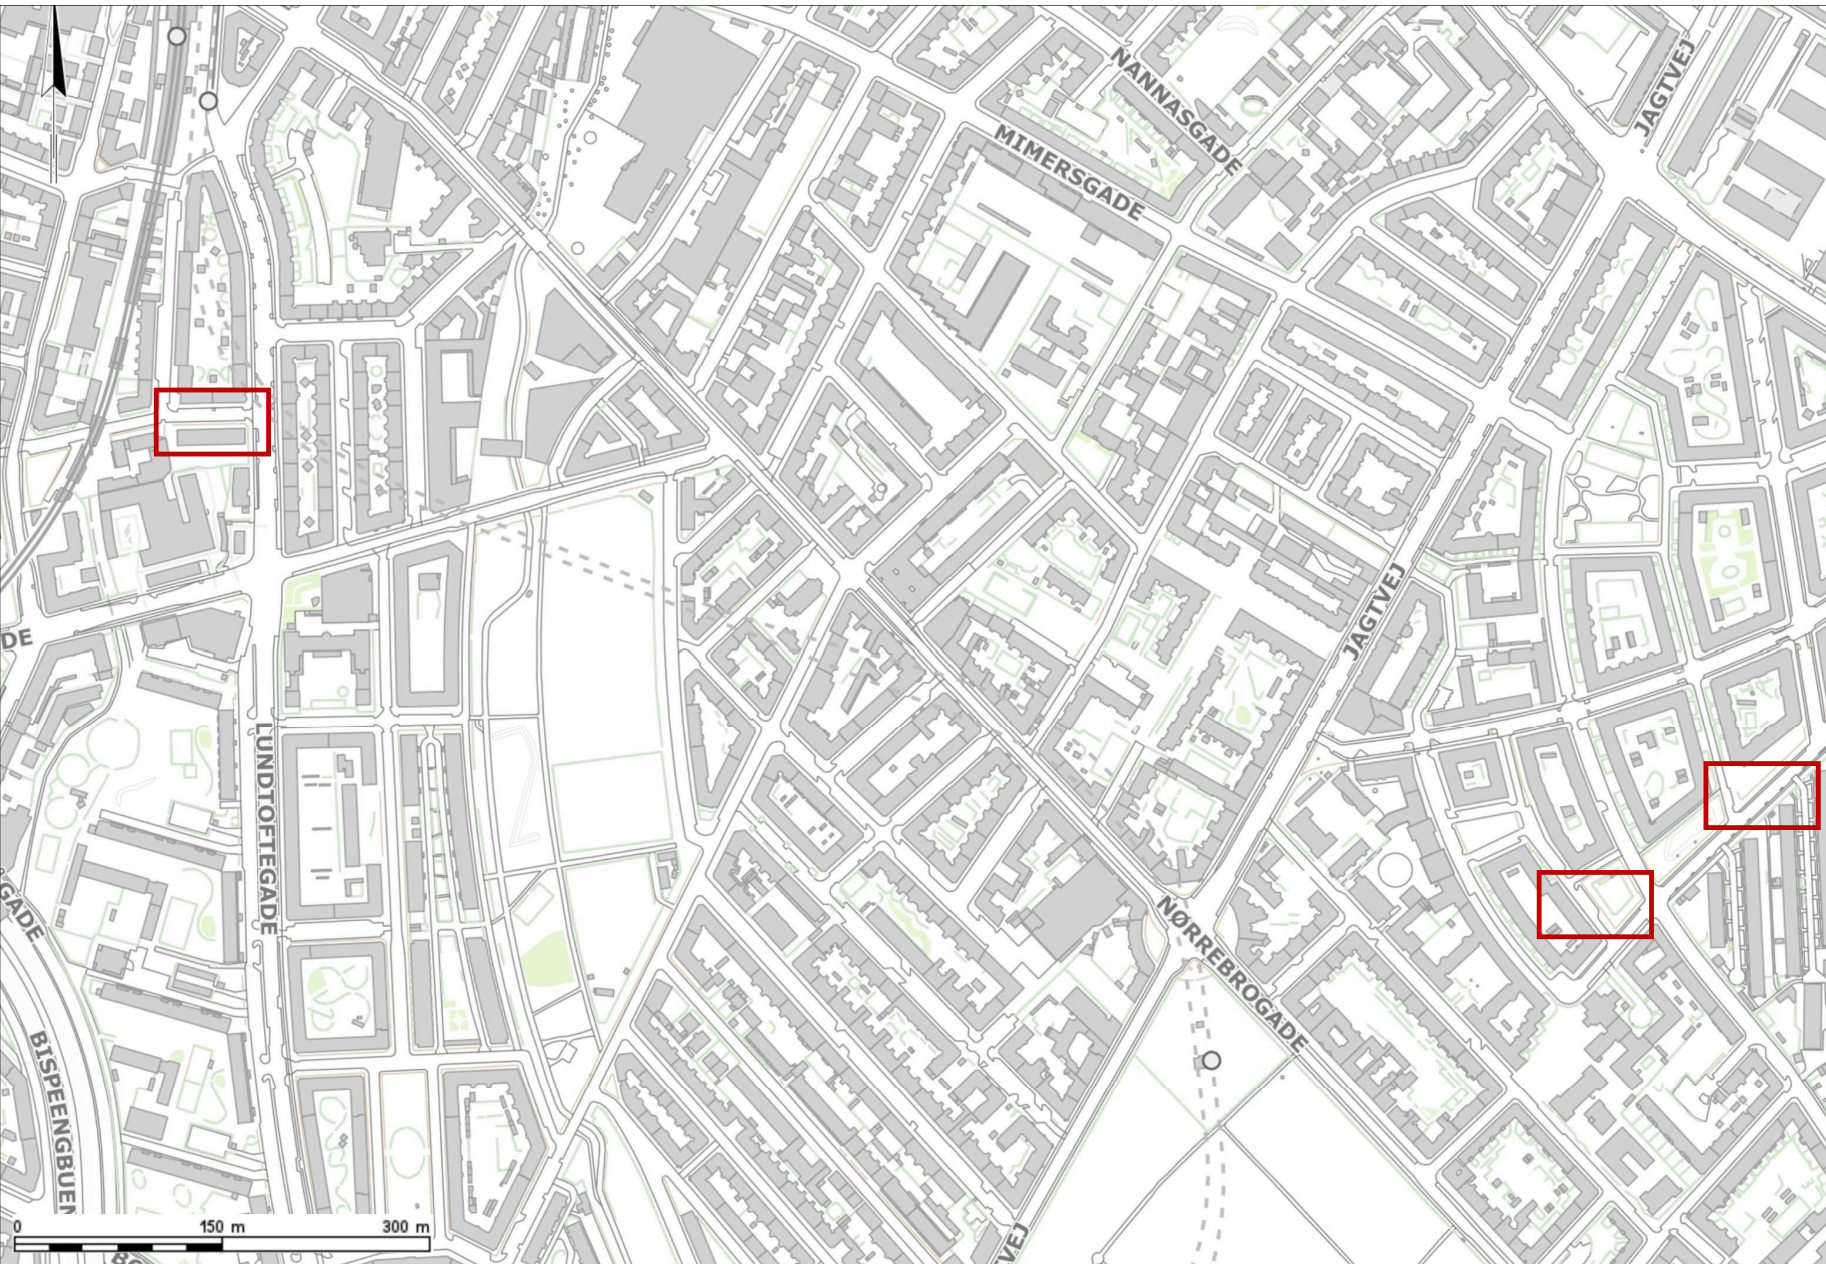 NANNASGADE
JAGTVEJ
MIMERSGADE
JAGTVEJ
DE
LUNDTOFTEGADE
GADE
NØRREBROGADE
BISPEENGBUEN
VEJ
0 150 m 300 m